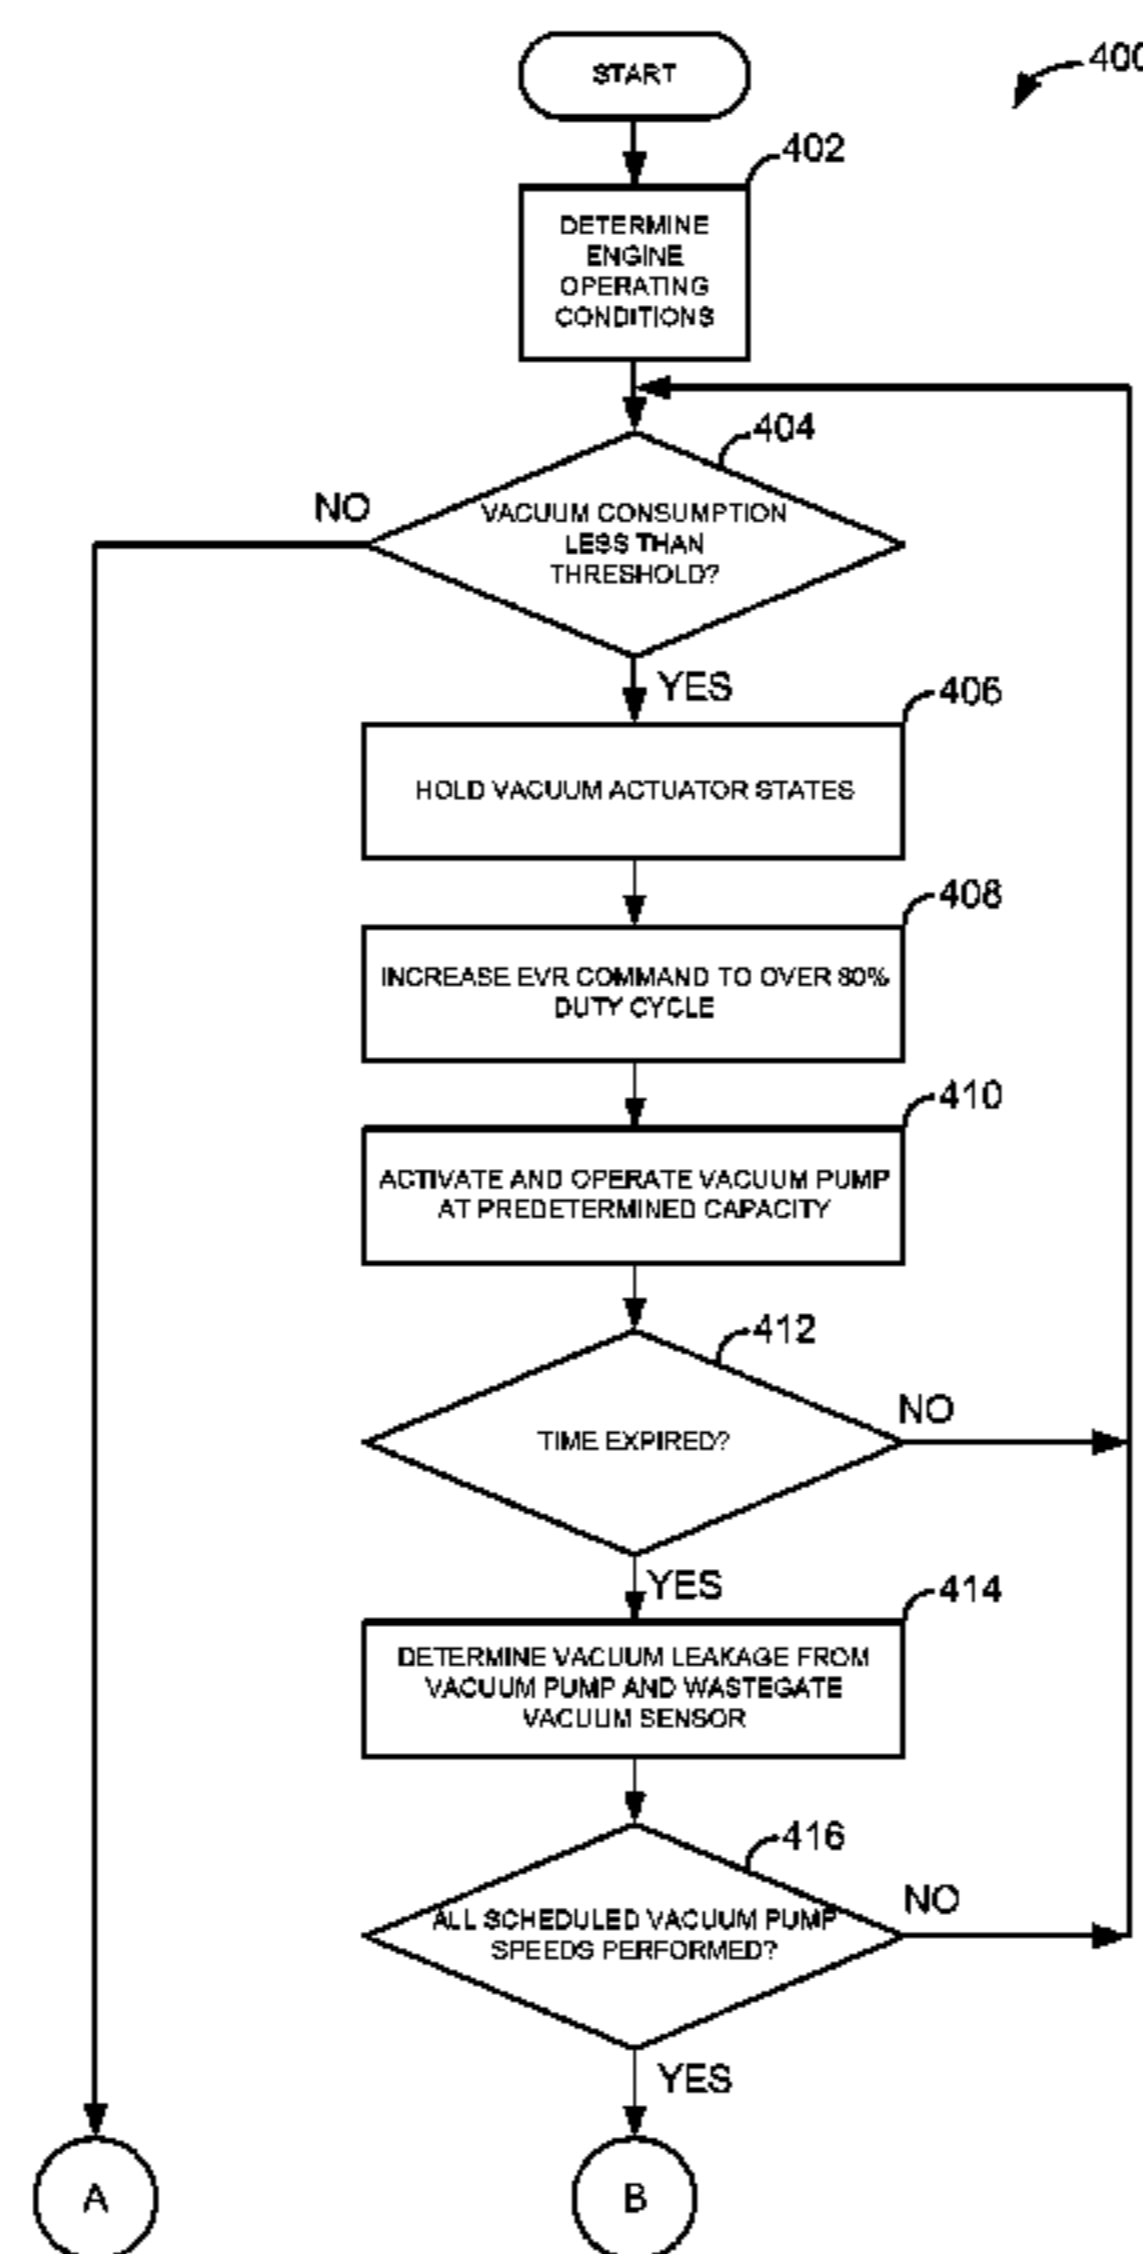 START
400
402
DETERMINE
ENGINE
OPERATING
CONDITIONS
404
NO
VACUUM CONSUMPTION
LESS THAN
THRESHOLD?
YES
406
HOLD VACUUM ACTUATOR STATES
408
INCREASE EVR COMMAND TO OVER 80%
DUTY CYCLE
410
ACTIVATE AND OPERATE VACUUM PUMP
AT PREDETERMINED CAPACITY
412
NO
TIME EXPIRED?
YES
414
DETERMINE VACUUM LEAKAGE FROM
VACUUM PUMP AND WASTEGATE
VACUUM SENSOR
416
NO
ALL SCHEDULED VACUUM PUMP
SPEEDS PERFORMED?
YES
A
B